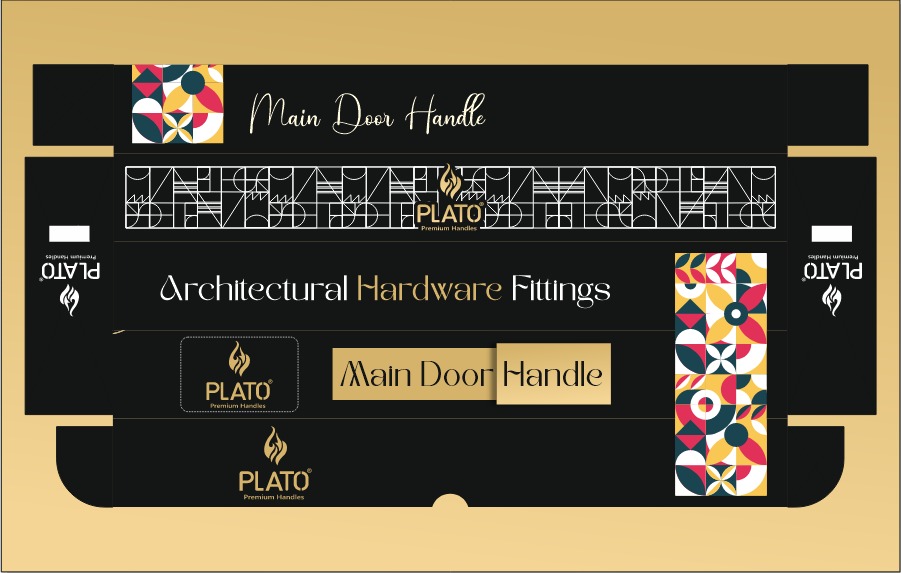 Main Door Handle
PLATO®
Premium Handles
PLATO®
Premium Handles
PLATO®
Premium Handles
Architectural Hardware Fittings
PLATO®
Premium Handles
Main Door Handle
PLATO®
Premium Handles